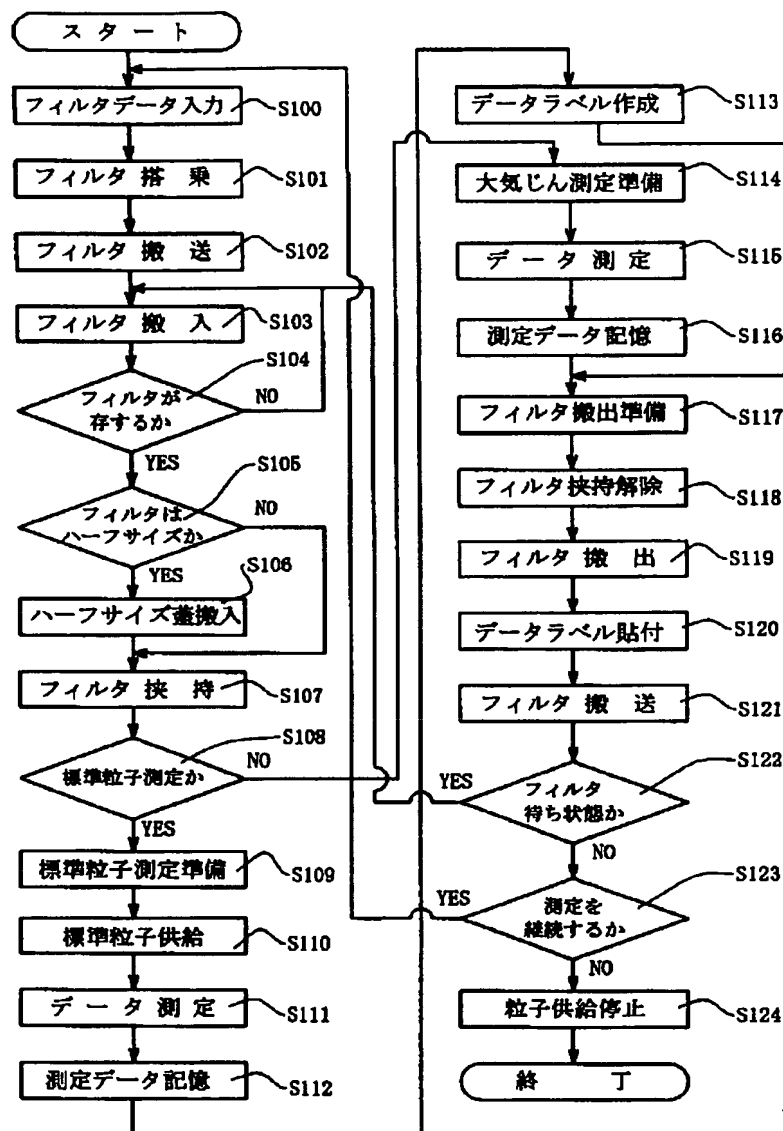 スタート
フィルタデータ入力
S100
フィルタ搭乗
S101
フィルタ搬送
S102
フィルタ搬入
S103
S104
フィルタが
存するか
NO
YES
S105
フィルタは
ハーフサイズか
NO
YES
S106
ハーフサイズ蓋搬入
フィルタ挟持
S107
S108
標準粒子測定か
NO
YES
標準粒子測定準備
S109
標準粒子供給
S110
データ測定
S111
測定データ記憶
S112
データラベル作成
S113
大気じん測定準備
S114
データ測定
S115
測定データ記憶
S116
フィルタ搬出準備
S117
フィルタ挟持解除
S118
フィルタ搬出
S119
データラベル貼付
S120
フィルタ搬送
S121
S122
フィルタ
待ち状態か
YES
NO
S123
測定を
継続するか
YES
NO
粒子供給停止
S124
終了